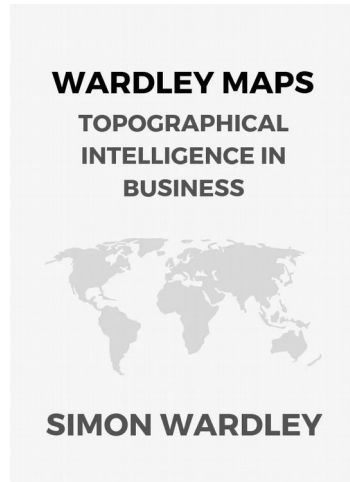 WARDLEY MAPS
TOPOGRAPHICAL
INTELLIGENCE IN
BUSINESS
SIMON WARDLEY